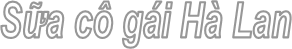 Sữa cô gái Hà Lan